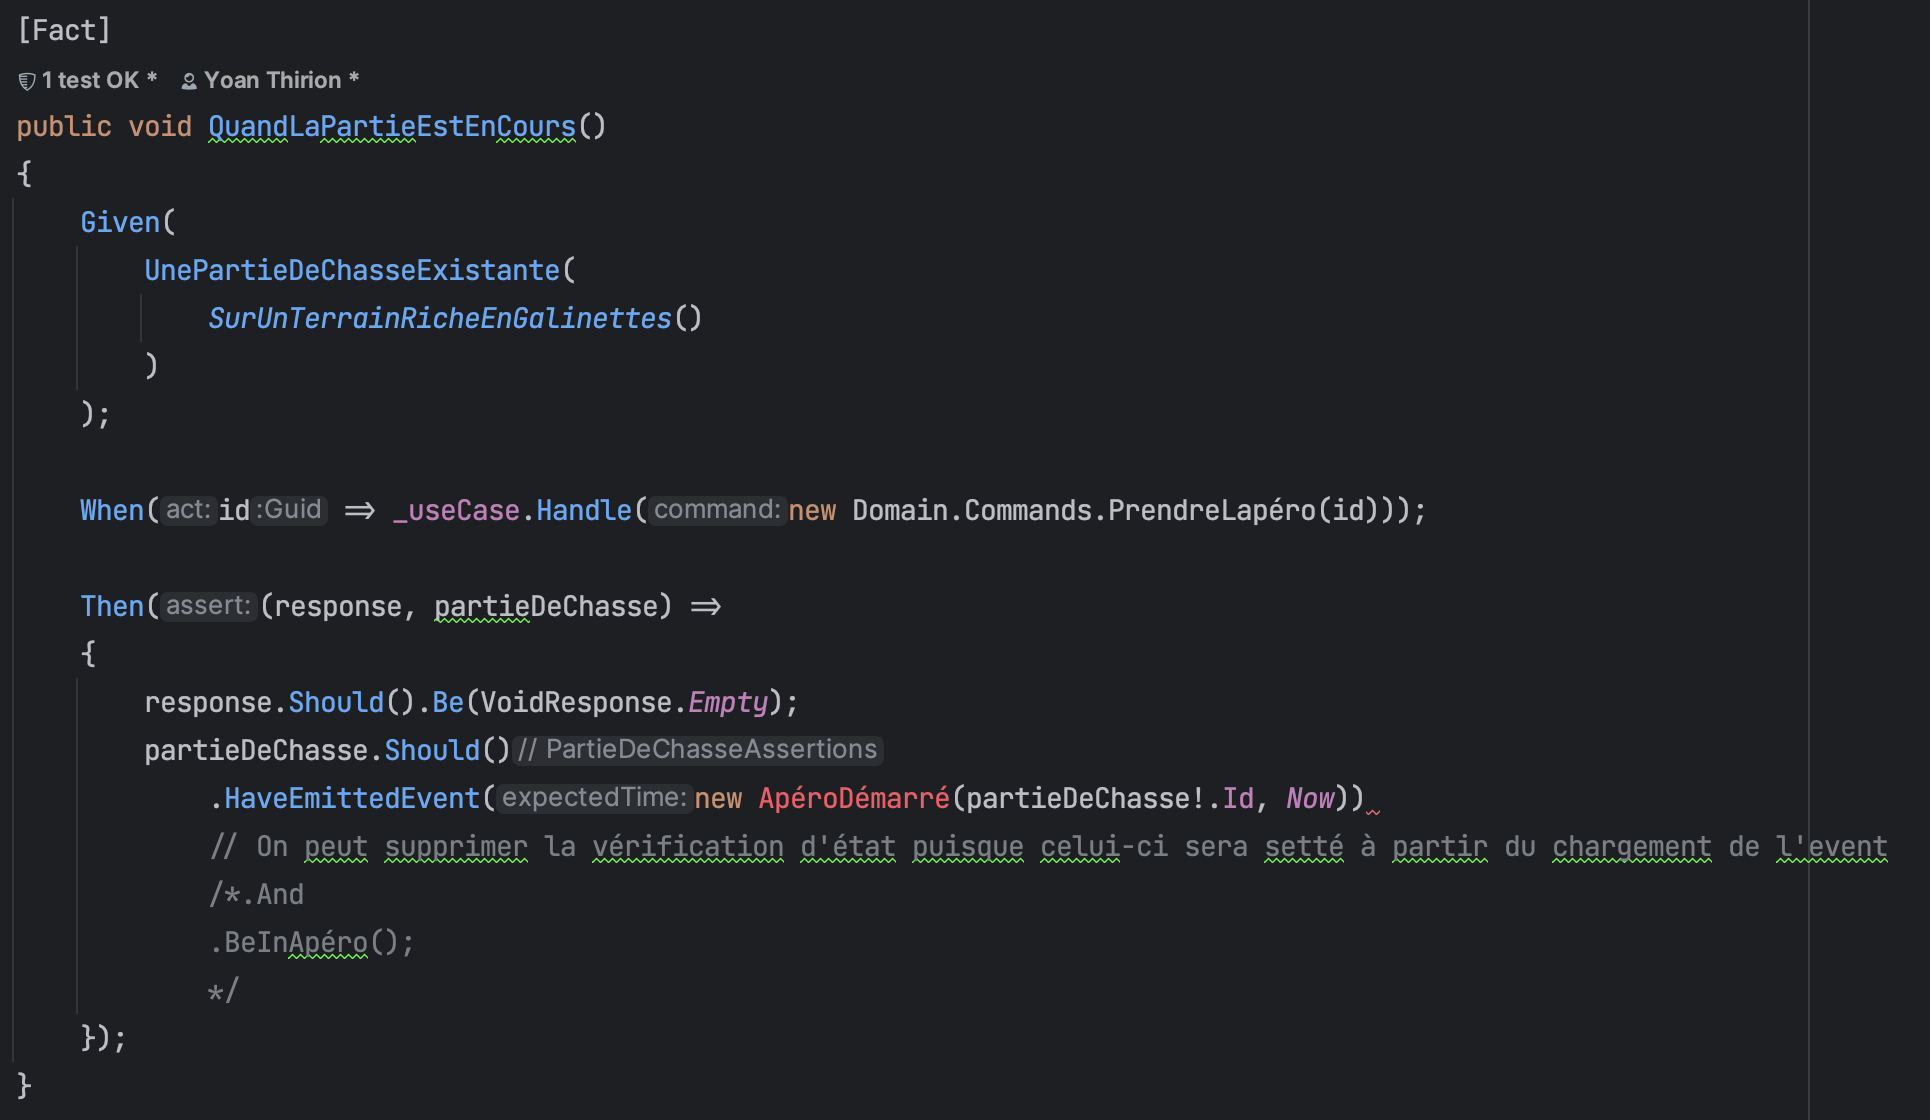 [Fact]
1 test OK * Yoan Thirion *
public void QuandLaPartieEstEnCours()
{
Given(
UnePartieDeChasseExistante(
SurUnTerrainRicheEnGalinettes()
)
);
When( act: id :Guid => _useCase.Handle( command: new Domain.Commands.PrendreLapéro(id)));
Then( assert: (response, partieDeChasse) =>
{
response.Should().Be(VoidResponse.Empty);
partieDeChasse.Should() // PartieDeChasseAssertions
.HaveEmittedEvent( expectedTime: new ApéroDémarré(partieDeChasse!.Id, Now))
// On peut supprimer la vérification d'état puisque celui-ci sera setté à partir du chargement de l'event
/*.And
.BeInApéro();
*/
});
}